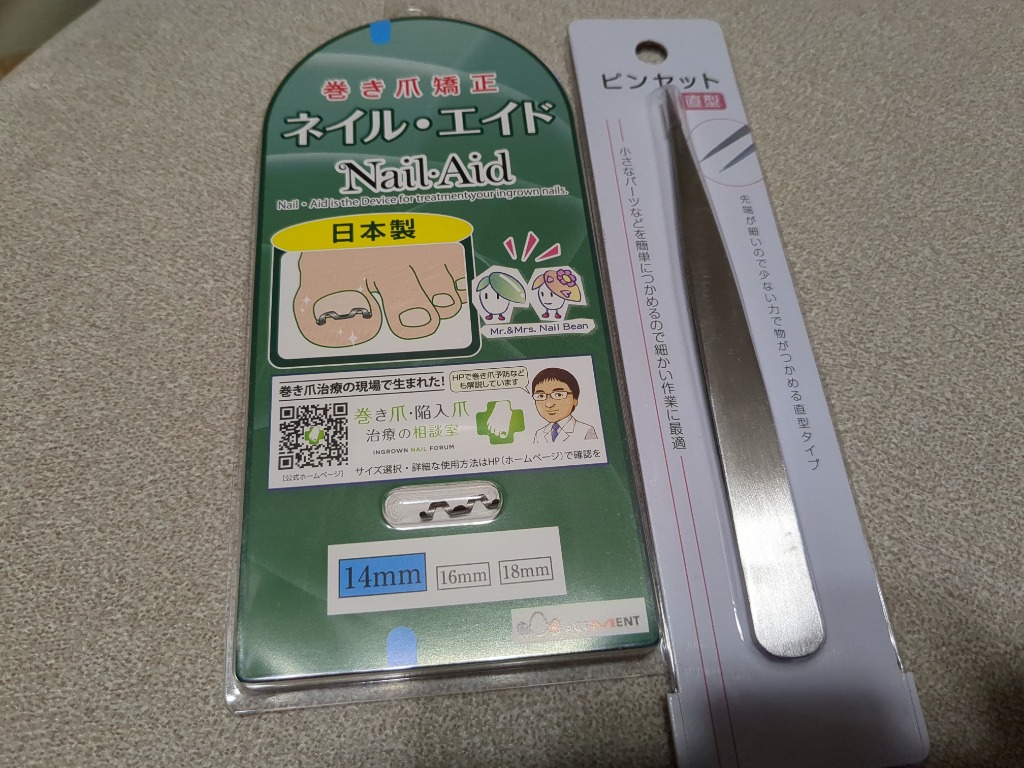 巻き爪矯正
ネイル・エイド
Nail・Aid
Nail・Aid is the Device for treatment your ingrown nails.
日本製
Mr.&Mrs. Nail Bean
巻き爪治療の現場で生まれた!
HPで巻き爪予防など
も解説しています
巻き爪・陥入爪
治療の相談室
INGROWN NAIL FORUM
[公式ホームページ]
サイズ選択・詳細な使用方法はHP(ホームページ)で確認を
14mm
16mm
18mm
ピンセット
直型
小さなパーツなどを簡単につかめるので細かい作業に最適
先端が細いので少ない力で物がつかめる直型タイプ